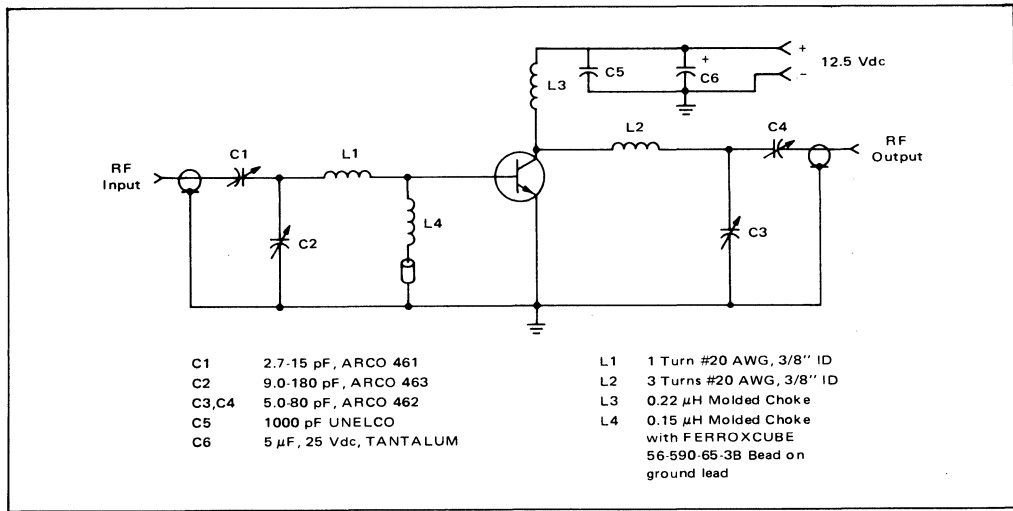 +
C5
+
C6
12.5 Vdc
−
L3
L2
C4
RF
Output
C1
L1
RF
Input
C2
L4
C3
C1 2.7-15 pF, ARCO 461
C2 9.0-180 pF, ARCO 463
C3,C4 5.0-80 pF, ARCO 462
C5 1000 pF UNELCO
C6 5 μF, 25 Vdc, TANTALUM
L1 1 Turn #20 AWG, 3/8'' ID
L2 3 Turns #20 AWG, 3/8'' ID
L3 0.22 μH Molded Choke
L4 0.15 μH Molded Choke
with FERROXCUBE
56-590-65-3B Bead on
ground lead